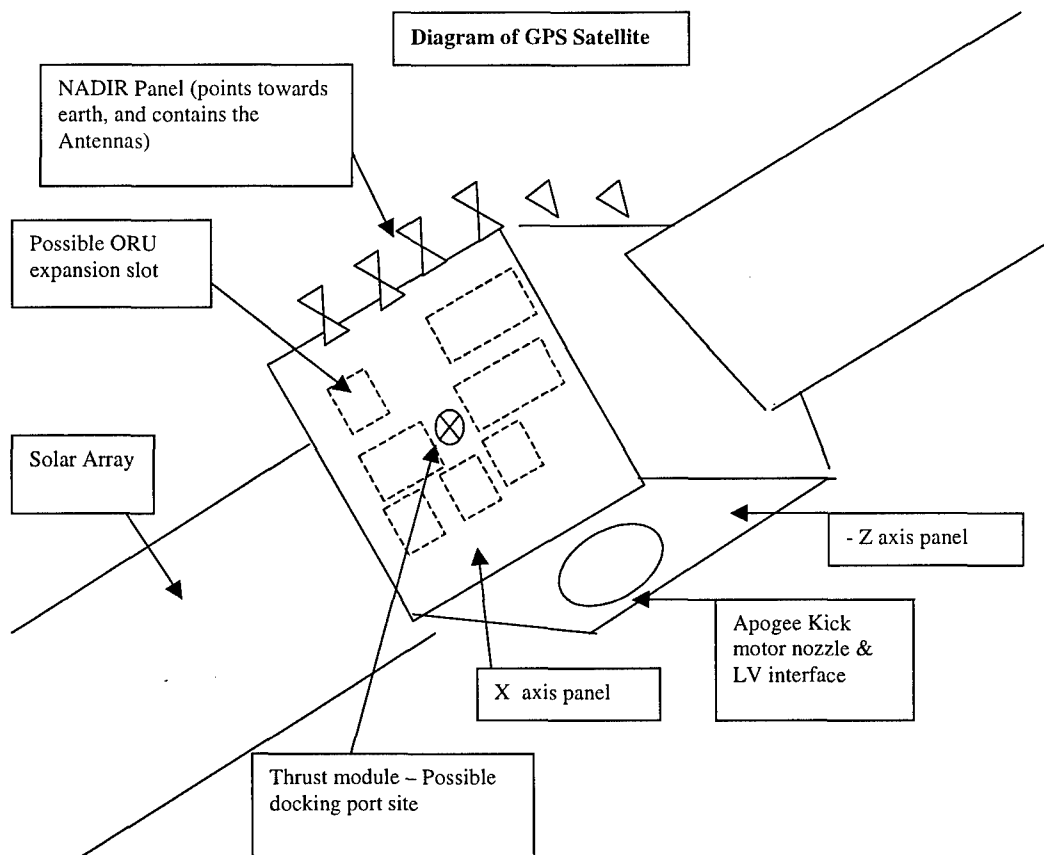 Diagram of GPS Satellite
NADIR Panel (points towards
earth, and contains the
Antennas)
Possible ORU
expansion slot
Solar Array
- Z axis panel
Apogee Kick
motor nozzle &
LV interface
X axis panel
Thrust module – Possible
docking port site